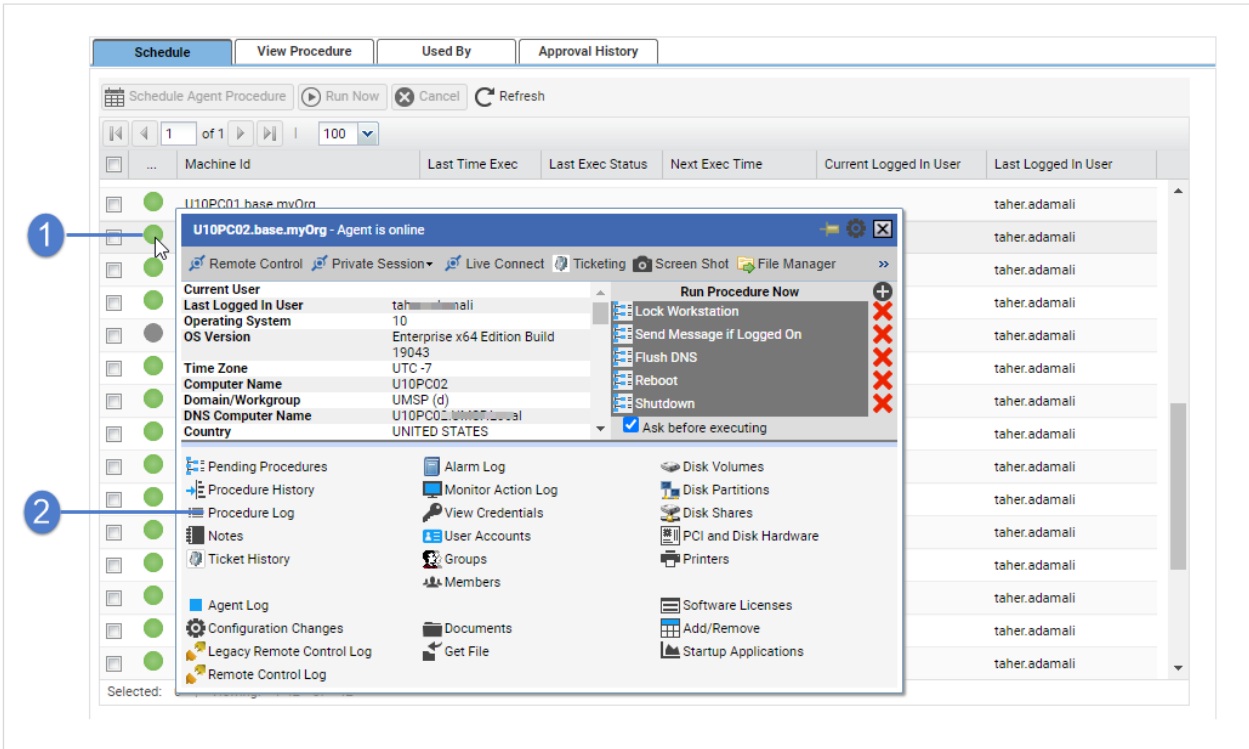 Schedule View Procedure Used By Approval History
Schedule Agent Procedure Run Now Cancel Refresh
1 of 1 100
... Machine Id Last Time Exec Last Exec Status Next Exec Time Current Logged In User Last Logged In User
U10PC01.base.myOrg taher.adamali
1 U10PC02.base.myOrg - Agent is online taher.adamali
Remote Control Private Session Live Connect Ticketing Screen Shot File Manager » taher.adamali
Current User Run Procedure Now
Last Logged In User Lock Workstation taher.adamali
Operating System 10
OS Version Enterprise x64 Edition Build Send Message if Logged On taher.adamali
19043 Flush DNS
Time Zone UTC -7 taher.adamali
Computer Name U10PC02 Reboot
Domain/Workgroup UMSP (d) Shutdown taher.adamali
DNS Computer Name
Country UNITED STATES Ask before executing taher.adamali
Pending Procedures Alarm Log Disk Volumes taher.adamali
Procedure History Monitor Action Log Disk Partitions taher.adamali
2 Procedure Log View Credentials Disk Shares
Notes User Accounts PCI and Disk Hardware taher.adamali
Ticket History Groups Printers taher.adamali
Members
Agent Log Software Licenses taher.adamali
Configuration Changes Documents Add/Remove taher.adamali
Legacy Remote Control Log Get File Startup Applications
Remote Control Log taher.adamali
Selected: